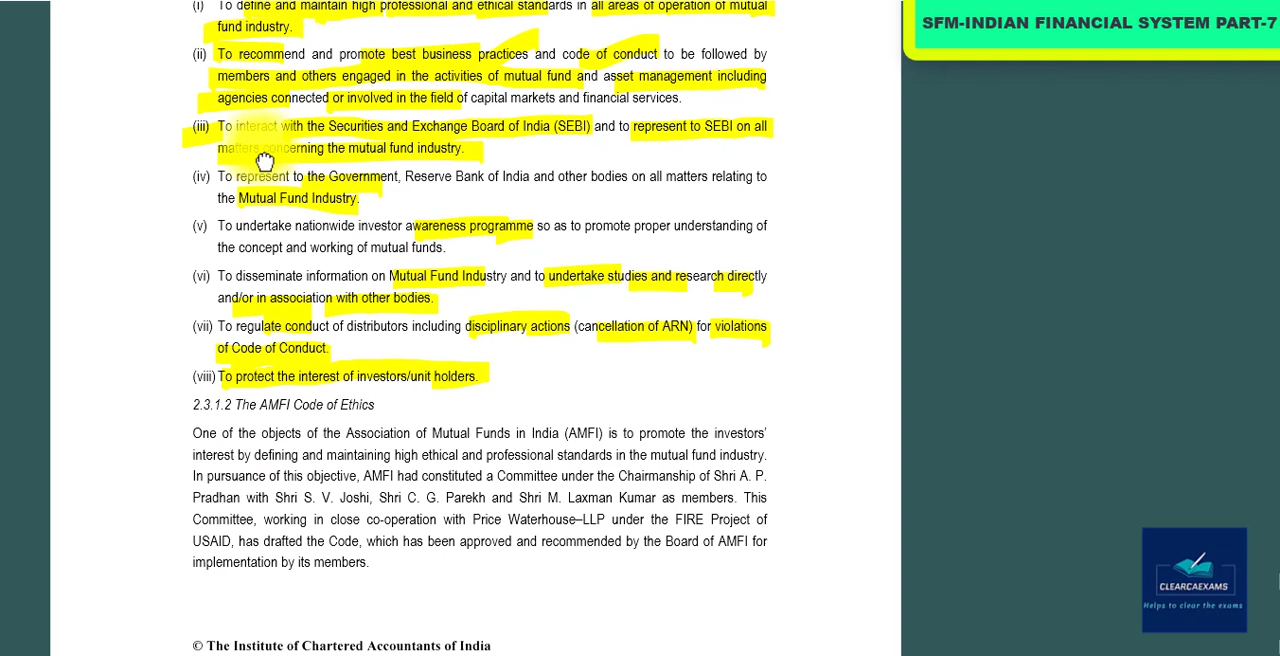 (i) To define and maintain high professional and ethical standards in all areas of operation of mutual
fund industry.
(ii) To recommend and promote best business practices and code of conduct to be followed by
members and others engaged in the activities of mutual fund and asset management including
agencies connected or involved in the field of capital markets and financial services.
(iii) To interact with the Securities and Exchange Board of India (SEBI) and to represent to SEBI on all
matters concerning the mutual fund industry.
(iv) To represent to the Government, Reserve Bank of India and other bodies on all matters relating to
the Mutual Fund Industry.
(v) To undertake nationwide investor awareness programme so as to promote proper understanding of
the concept and working of mutual funds.
(vi) To disseminate information on Mutual Fund Industry and to undertake studies and research directly
and/or in association with other bodies.
(vii) To regulate conduct of distributors including disciplinary actions (cancellation of ARN) for violations
of Code of Conduct.
(viii) To protect the interest of investors/unit holders.
2.3.1.2 The AMFI Code of Ethics
One of the objects of the Association of Mutual Funds in India (AMFI) is to promote the investors'
interest by defining and maintaining high ethical and professional standards in the mutual fund industry.
In pursuance of this objective, AMFI had constituted a Committee under the Chairmanship of Shri A. P.
Pradhan with Shri S. V. Joshi, Shri C. G. Parekh and Shri M. Laxman Kumar as members. This
Committee, working in close co-operation with Price Waterhouse–LLP under the FIRE Project of
USAID, has drafted the Code, which has been approved and recommended by the Board of AMFI for
implementation by its members.
© The Institute of Chartered Accountants of India
SFM-INDIAN FINANCIAL SYSTEM PART-7
CLEARCAEXAMS
Helps to clear the exams